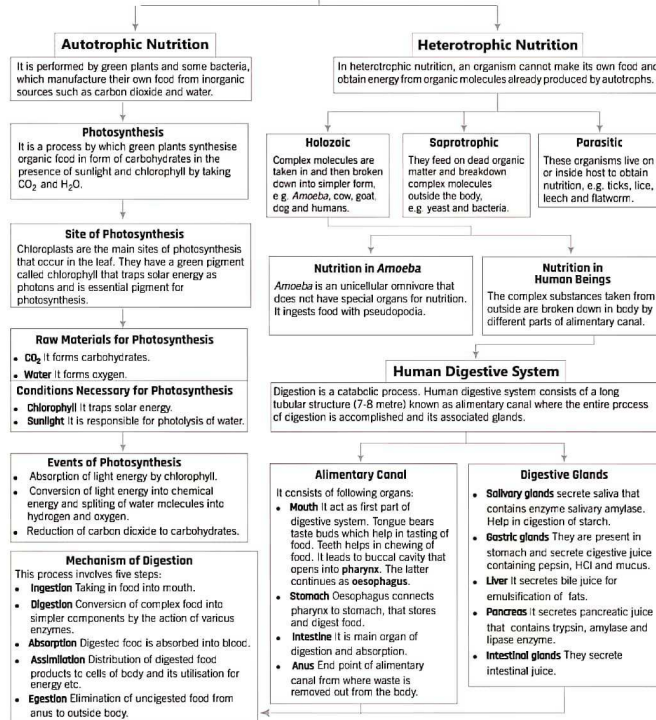 Autotrophic Nutrition
It is performed by green plants and some bacteria,
which manufacture their own food from inorganic
sources such as carbon dioxide and water.
Photosynthesis
It is a process by which green plants synthesise
organic food in form of carbohydrates in the
presence of sunlight and chlorophyll by taking
CO₂ and H₂O.
Site of Photosynthesis
Chloroplasts are the main sites of photosynthesis
that occur in the leaf. They have a green pigment
called chlorophyll that traps solar energy as
photons and is essential pigment for
photosynthesis.
Raw Materials for Photosynthesis
• CO₂ It forms carbohydrates.
• Water It forms oxygen.
Conditions Necessary for Photosynthesis
• Chlorophyll It traps solar energy.
• Sunlight It is responsible for photolysis of water.
Events of Photosynthesis
• Absorption of light energy by chlorophyll.
• Conversion of light energy into chemical
energy and spliting of water molecules into
hydrogen and oxygen.
• Reduction of carbon dioxide to carbohydrates.
Heterotrophic Nutrition
In heterctrophic nutrition, an organism cannot make its own food and
obtain energy from organic molecules already produced by autotrophs.
Holozoic
Complex molecules are
taken in and then broken
down into simpler form,
e g. Amoeba, cow, goat,
dog and humans.
Saprotrophic
They feed on dead organic
matter and breakdown
complex molecules
outside the body,
e.g. yeast and bacteria.
Parasitic
These organisms live on
or inside host to obtain
nutrition, e.g. ticks, lice,
leech and flatworm.
Nutrition in Amoeba
Amoeba is an unicellular omnivore that
does not have special organs for nutrition.
It ingests food with pseudopodia.
Nutrition in
Human Beings
The complex substances taken from
outside are broken down in body by
different parts of alimentary canal.
Human Digestive System
Digestion is a catabolic process. Human digestive system consists of a long
tubular structure (7-8 metre) known as alimentary canal where the entire process
of cigestion is accomplished and its associated glands.
Alimentary Canal
It consists of following organs:
• Mouth It act as first part of
digestive system. Tongue bears
taste buds which help in tasting of
food. Teeth helps in chewing of
food. It leads to buccal cavity that
opens into pharynx. The latter
continues as oesophagus.
• Stomach Oesophagus connects
pharynx to stomach, that stores
and digest food.
• Intestine It is main organ of
digestion and absorption.
• Anus End point of alimentary
canal from where waste is
removed out from the body.
Digestive Glands
• Salivary glands secrete saliva that
contains enzyme salivary amylase.
Help in cigestion of starch.
• Gastric glands They are present in
stomach and secrete digestive juice
containing pepsin, HCl and mucus.
• Liver It secretes bile juice for
emulsification of fats.
• Pancreas It secretes pancreatic juice
that contains trypsin, amylase and
lipase enzyme.
• Intestinal glands They secrete
intestinal juice.
Mechanism of Digestion
This process involves five steps:
• Ingestion Taking in food into mouth.
• Digestion Conversion of complex food into
simpler components by the action of various
enzymes.
• Absorption Digested food is absorbed into blood.
• Assimilation Distribution of digested food
products to cells of body and its utilisation for
energy etc.
• Egestion Elimination of uncigested food from
anus to outside body.